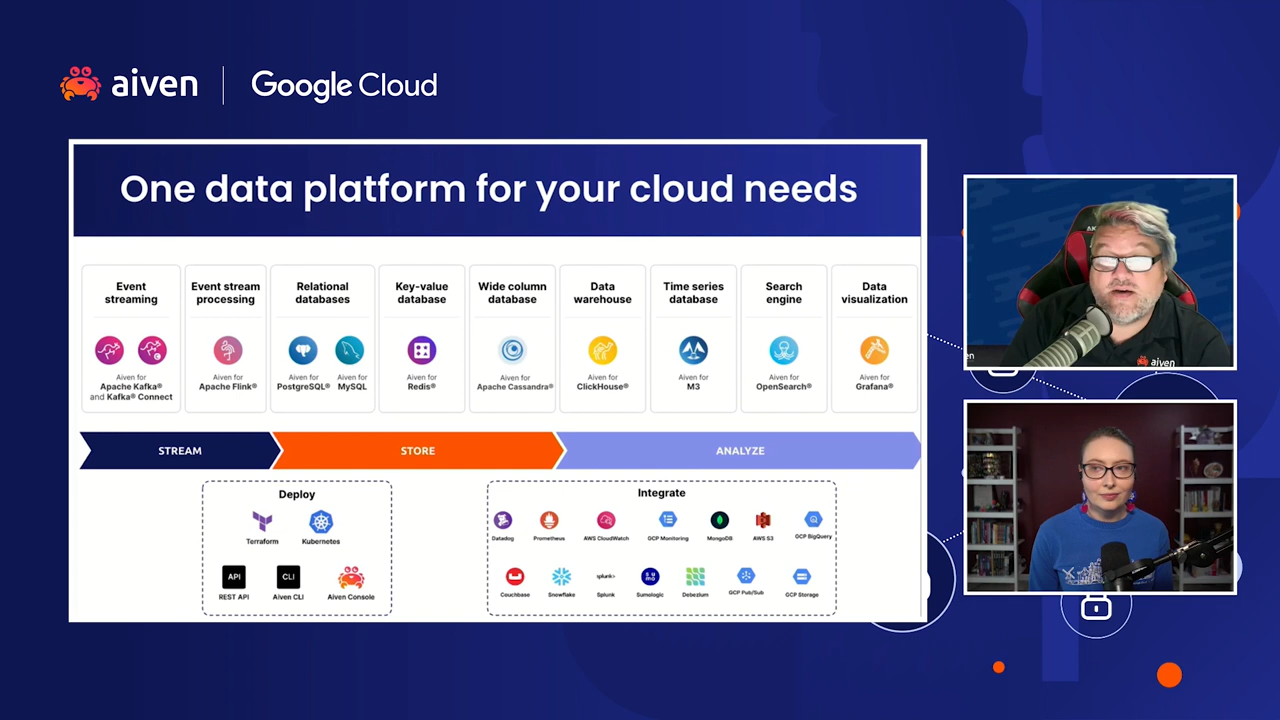 aiven
Google Cloud
One data platform for your cloud needs
Event
streaming
Aiven for
Apache Kafka®
and Kafka® Connect
Event stream
processing
Aiven for
Apache Flink®
Relational
databases
Aiven for
PostgreSQL®
Aiven for
MySQL
Key-value
database
Aiven for
Redis®
Wide column
database
Aiven for
Apache Cassandra®
Data
warehouse
Aiven for
ClickHouse®
Time series
database
Aiven for
M3
Search
engine
Aiven for
OpenSearch®
Data
visualization
Aiven for
Grafana®
STREAM
STORE
ANALYZE
Deploy
Terraform
Kubernetes
API
REST API
CLI
Aiven CLI
Aiven Console
Integrate
Datadog
Prometheus
AWS CloudWatch
GCP Monitoring
MongoDB
AWS S3
GCP BigQuery
Couchbase
Snowflake
splunk>
Splunk
SUMO
Sumologic
Debezium
GCP Pub/Sub
GCP Storage
aiven